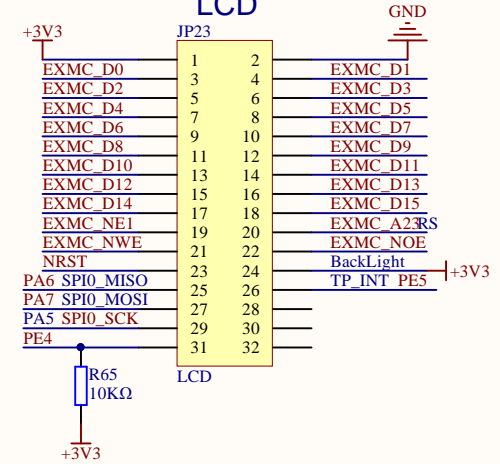 LCD
GND
+3V3
JP23
1 2
EXMC_D0 3 4 EXMC_D1
EXMC_D2 5 6 EXMC_D3
EXMC_D4 7 8 EXMC_D5
EXMC_D6 9 10 EXMC_D7
EXMC_D8 11 12 EXMC_D9
EXMC_D10 13 14 EXMC_D11
EXMC_D12 15 16 EXMC_D13
EXMC_D14 17 18 EXMC_D15
EXMC_NE1 19 20 EXMC_A23 RS
EXMC_NWE 21 22 EXMC_NOE
NRST 23 24 BackLight +3V3
PA6 SPI0_MISO 25 26 TP_INT PE5
PA7 SPI0_MOSI 27 28
PA5 SPI0_SCK 29 30
PE4 31 32
LCD
R65
10KΩ
+3V3